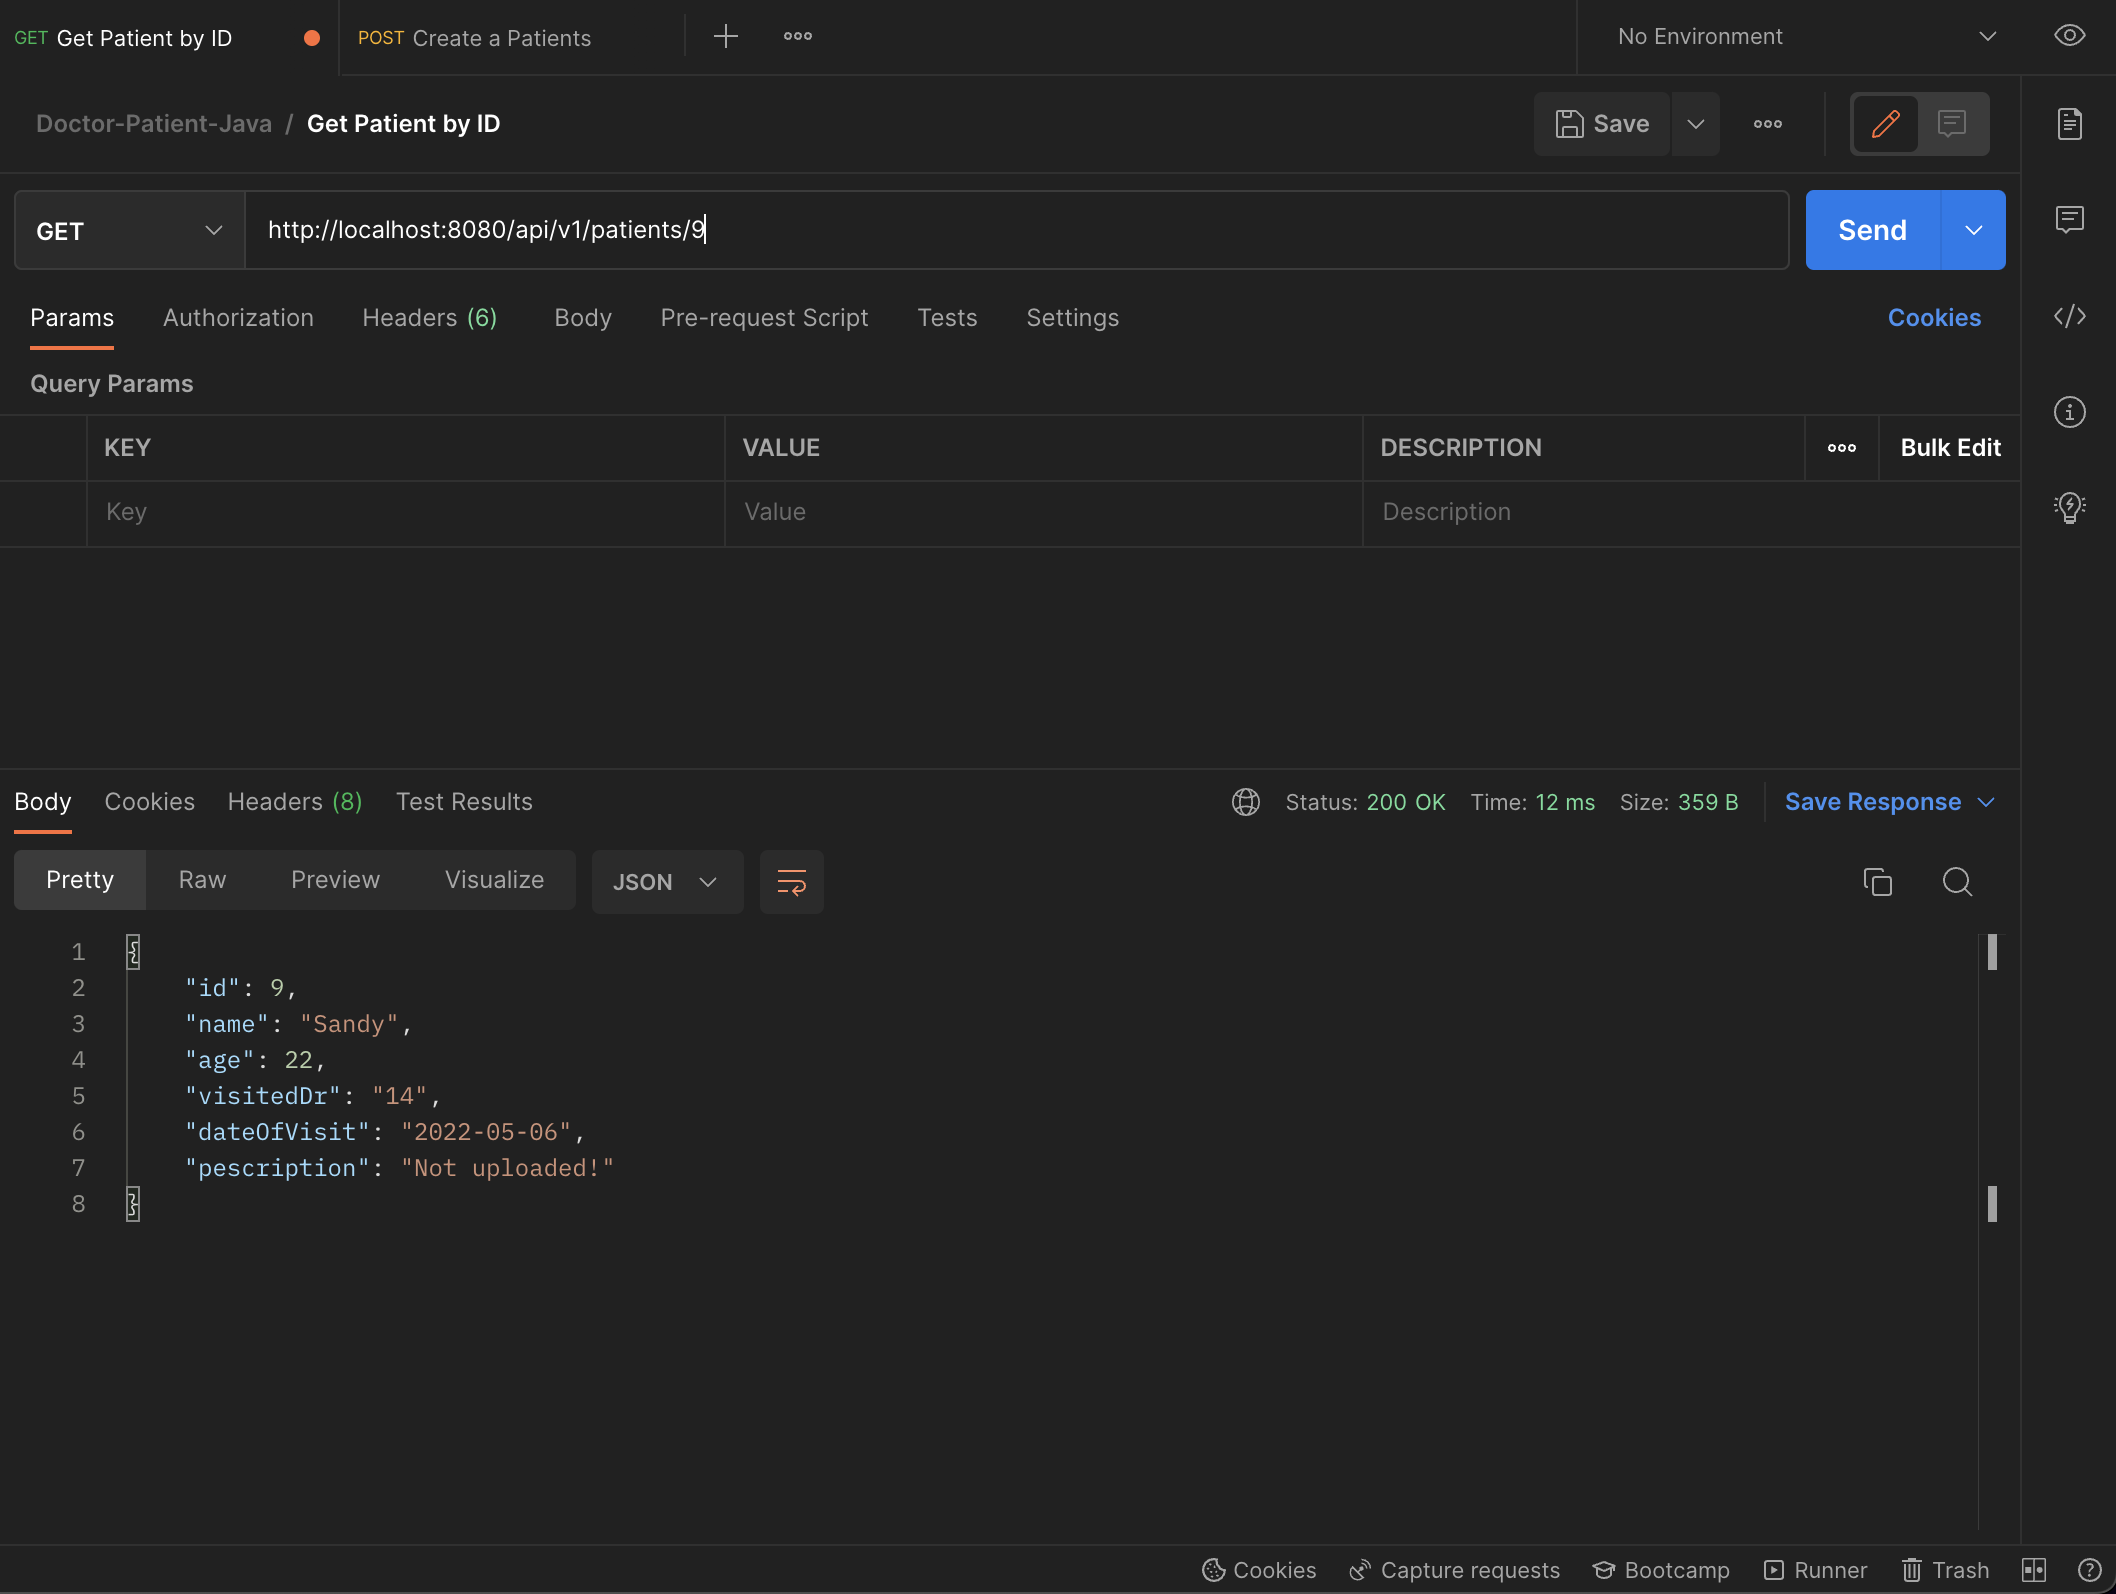 GET Get Patient by ID POST Create a Patients No Environment
Doctor-Patient-Java / Get Patient by ID Save
GET http://localhost:8080/api/v1/patients/9 Send
Params Authorization Headers (6) Body Pre-request Script Tests Settings Cookies
Query Params
KEY VALUE DESCRIPTION Bulk Edit
Key Value Description
Body Cookies Headers (8) Test Results Status: 200 OK Time: 12 ms Size: 359 B Save Response
Pretty Raw Preview Visualize JSON
1 {
2 "id": 9,
3 "name": "Sandy",
4 "age": 22,
5 "visitedDr": "14",
6 "dateOfVisit": "2022-05-06",
7 "pescription": "Not uploaded!"
8 }
Cookies Capture requests Bootcamp Runner Trash